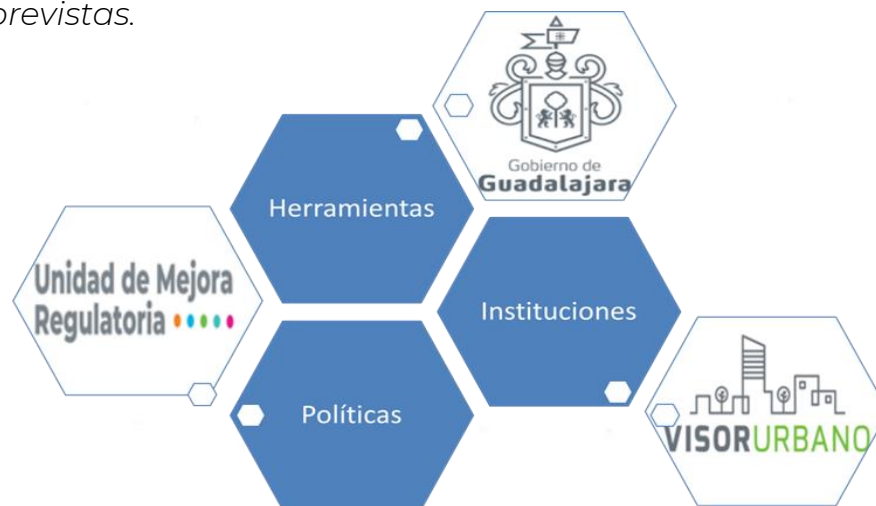 previstas.
Gobierno de
Guadalajara
Herramientas
Unidad de Mejora
Regulatoria
Instituciones
Políticas
VISORURBANO